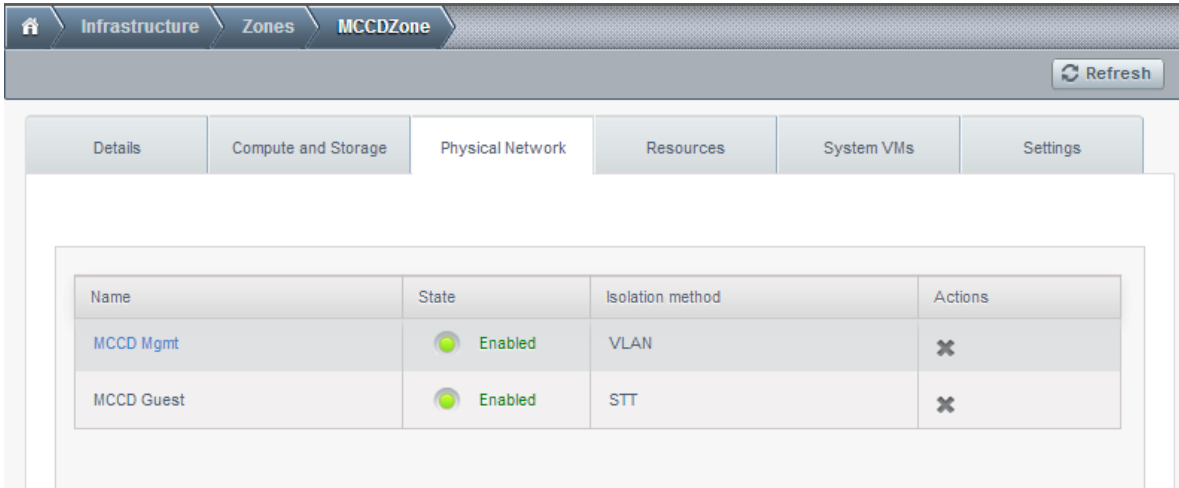 Infrastructure Zones MCCDZone
Refresh
Details Compute and Storage Physical Network Resources System VMs Settings
Name State Isolation method Actions
MCCD Mgmt Enabled VLAN
MCCD Guest Enabled STT